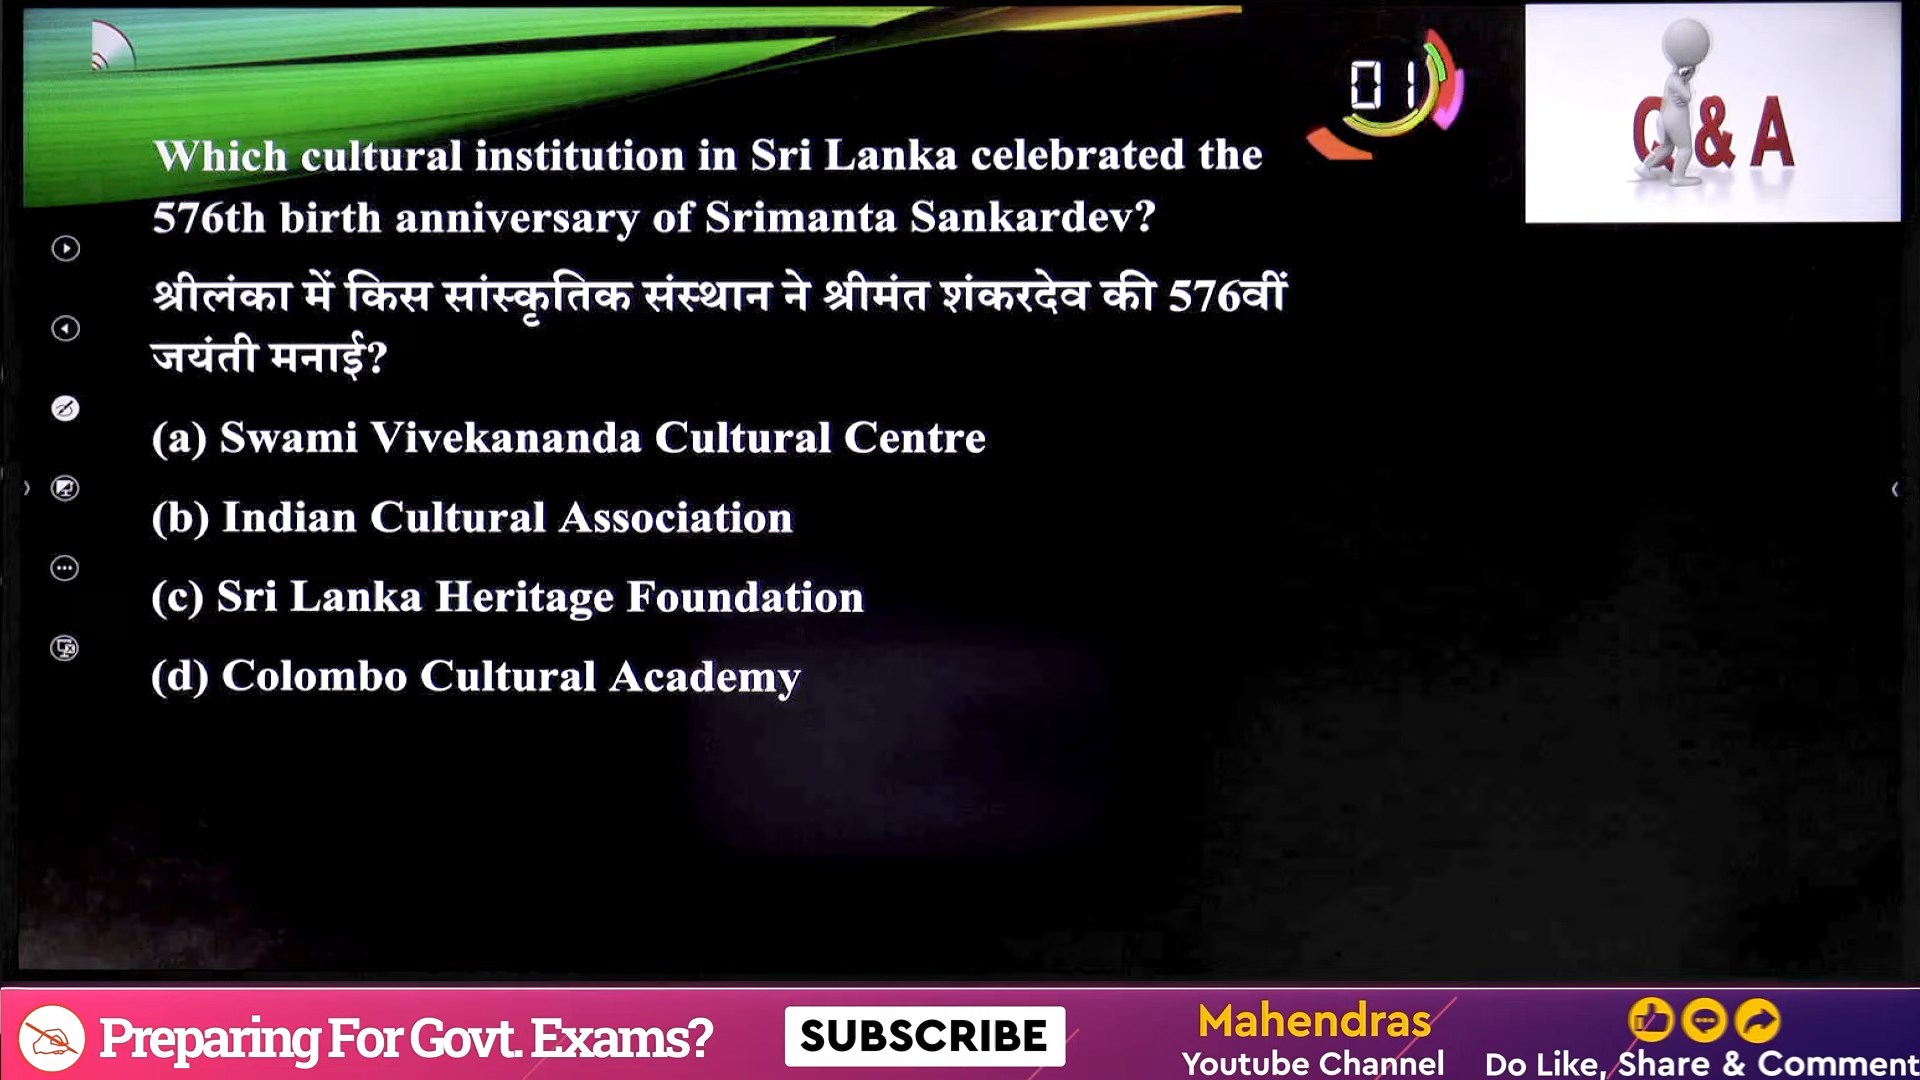 01
Q & A
Which cultural institution in Sri Lanka celebrated the
576th birth anniversary of Srimanta Sankardev?
श्रीलंका में किस सांस्कृतिक संस्थान ने श्रीमंत शंकरदेव की 576वीं
जयंती मनाई?
(a) Swami Vivekananda Cultural Centre
(b) Indian Cultural Association
(c) Sri Lanka Heritage Foundation
(d) Colombo Cultural Academy
Preparing For Govt. Exams?
SUBSCRIBE
Mahendras
Youtube Channel
Do Like, Share & Comment